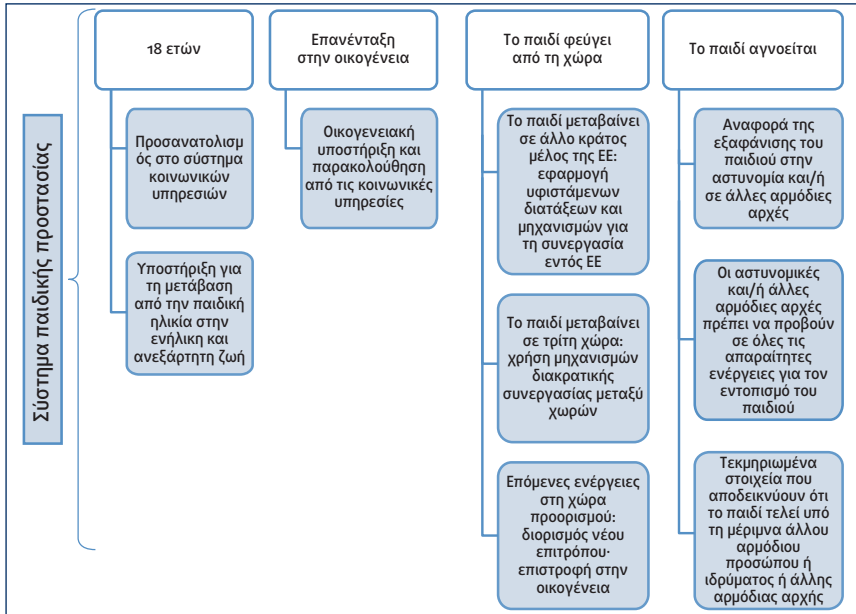 Σύστημα παιδικής προστασίας
18 ετών
Προσανατολισμ
ός στο σύστημα
κοινωνικών
υπηρεσιών
Υποστήριξη για
τη μετάβαση
από την παιδική
ηλικία στην
ενήλικη και
ανεξάρτητη ζωή
Επανένταξη
στην οικογένεια
Οικογενειακή
υποστήριξη και
παρακολούθηση
από τις κοινωνικές
υπηρεσίες
Το παιδί φεύγει
από τη χώρα
Το παιδί μεταβαίνει
σε άλλο κράτος
μέλος της ΕΕ:
εφαρμογή
υφιστάμενων
διατάξεων και
μηχανισμών για
τη συνεργασία
εντός ΕΕ
Το παιδί μεταβαίνει
σε τρίτη χώρα:
χρήση μηχανισμών
διακρατικής
συνεργασίας μεταξύ
χωρών
Επόμενες ενέργειες
στη χώρα
προορισμού:
διορισμός νέου
επιτρόπου·
επιστροφή στην
οικογένεια
Το παιδί αγνοείται
Αναφορά της
εξαφάνισης του
παιδιού στην
αστυνομία και/ή
σε άλλες αρμόδιες
αρχές
Οι αστυνομικές
και/ή άλλες
αρμόδιες αρχές
πρέπει να προβούν
σε όλες τις
απαραίτητες
ενέργειες για τον
εντοπισμό του
παιδιού
Τεκμηριωμένα
στοιχεία που
αποδεικνύουν ότι
το παιδί τελεί υπό
τη μέριμνα άλλου
αρμόδιου
προσώπου ή
ιδρύματος ή άλλης
αρμόδιας αρχής